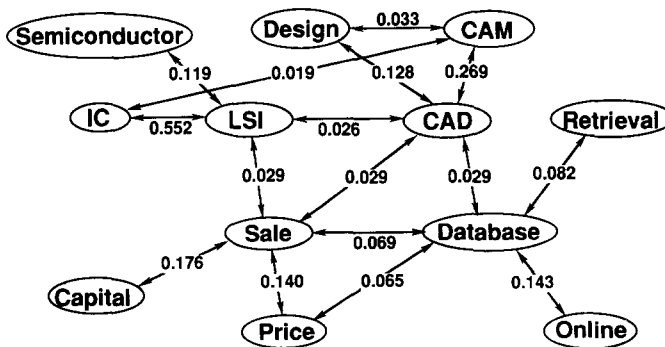 Semiconductor
Design
0.033
CAM
0.119
0.019
0.128
0.269
IC
0.552
LSI
0.026
CAD
Retrieval
0.029
0.029
0.029
0.082
Sale
0.069
Database
0.176
0.140
0.065
0.143
Capital
Price
Online